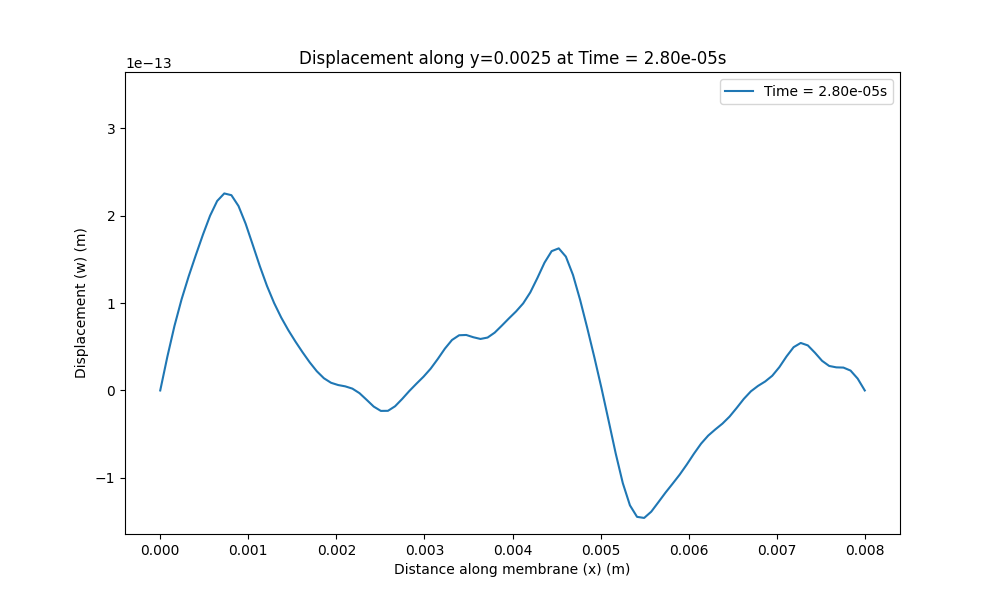 Displacement along y=0.0025 at Time = 2.80e-05s
1e−13
Time = 2.80e-05s
3
2
1
0
−1
Displacement (w) (m)
0.000 0.001 0.002 0.003 0.004 0.005 0.006 0.007 0.008
Distance along membrane (x) (m)